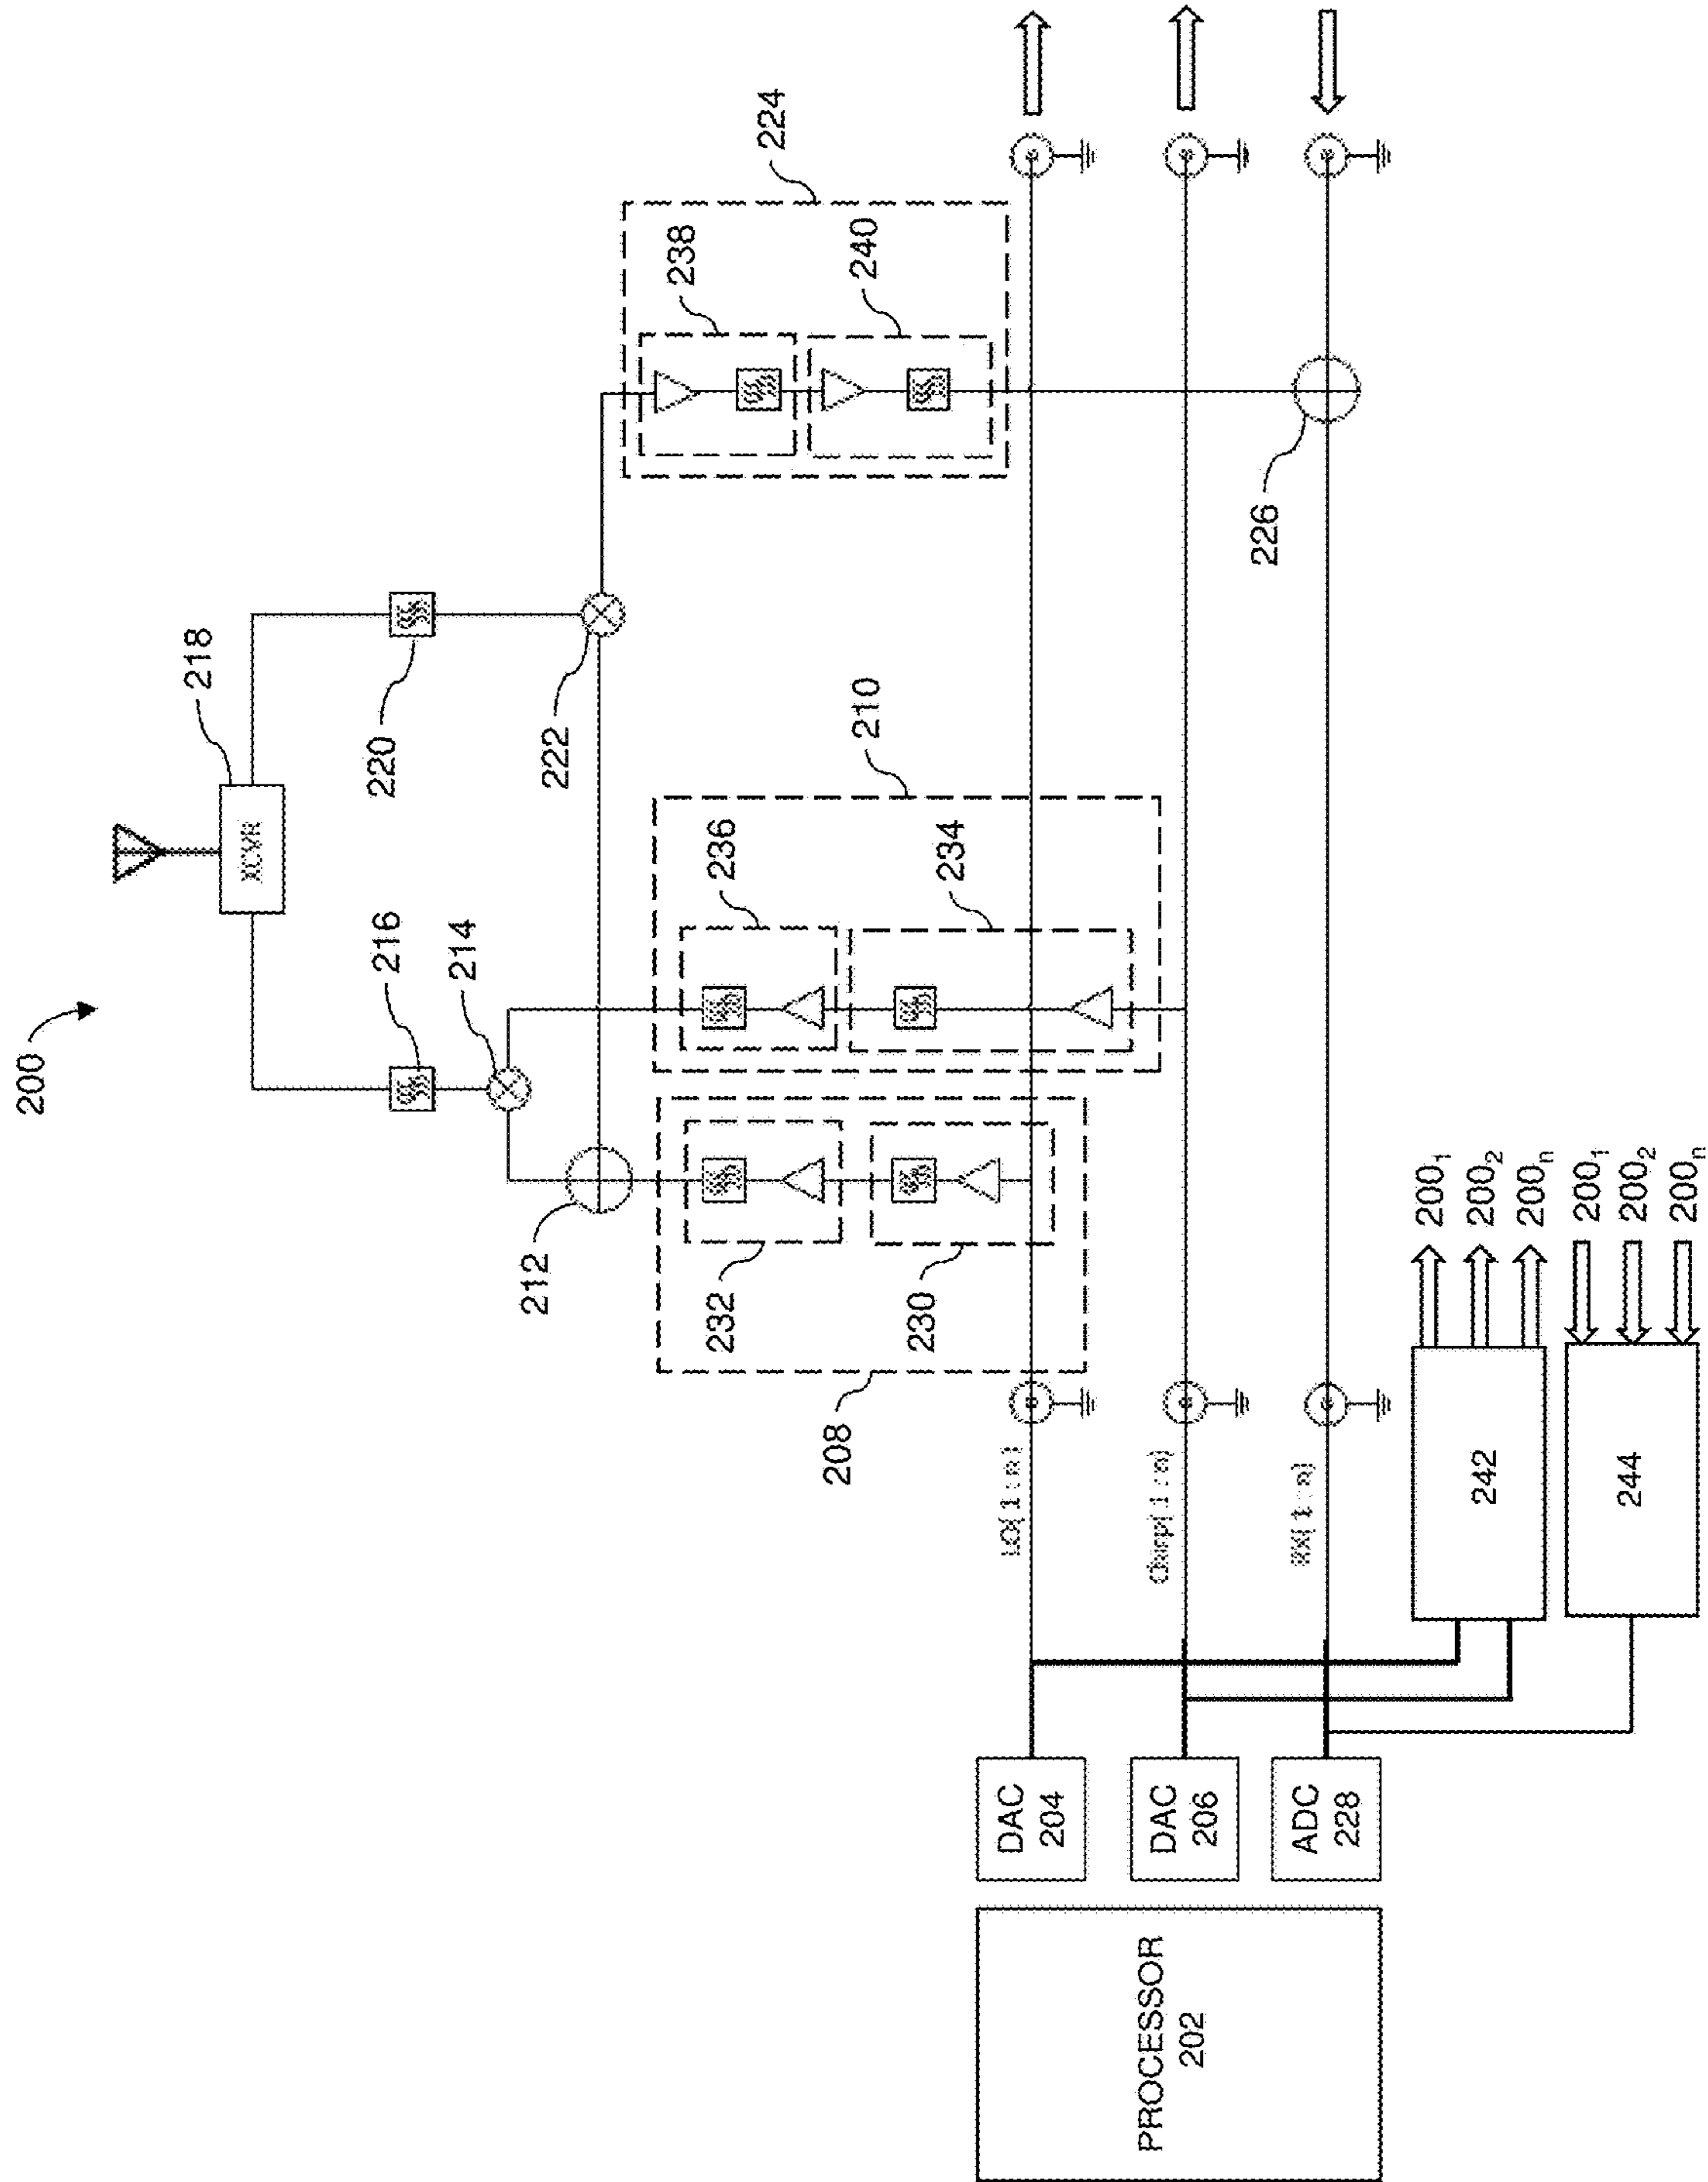 200
218
XCVR
216
214
220
222
212
236
234
210
238
240
224
232
230
208
226
LO[ 1 : n ]
Chirp[ 1 : n]
RX[ 1 : n]
DAC
204
DAC
206
ADC
228
PROCESSOR
202
242
244
200₁
200₂
200ₙ
200₁
200₂
200ₙ